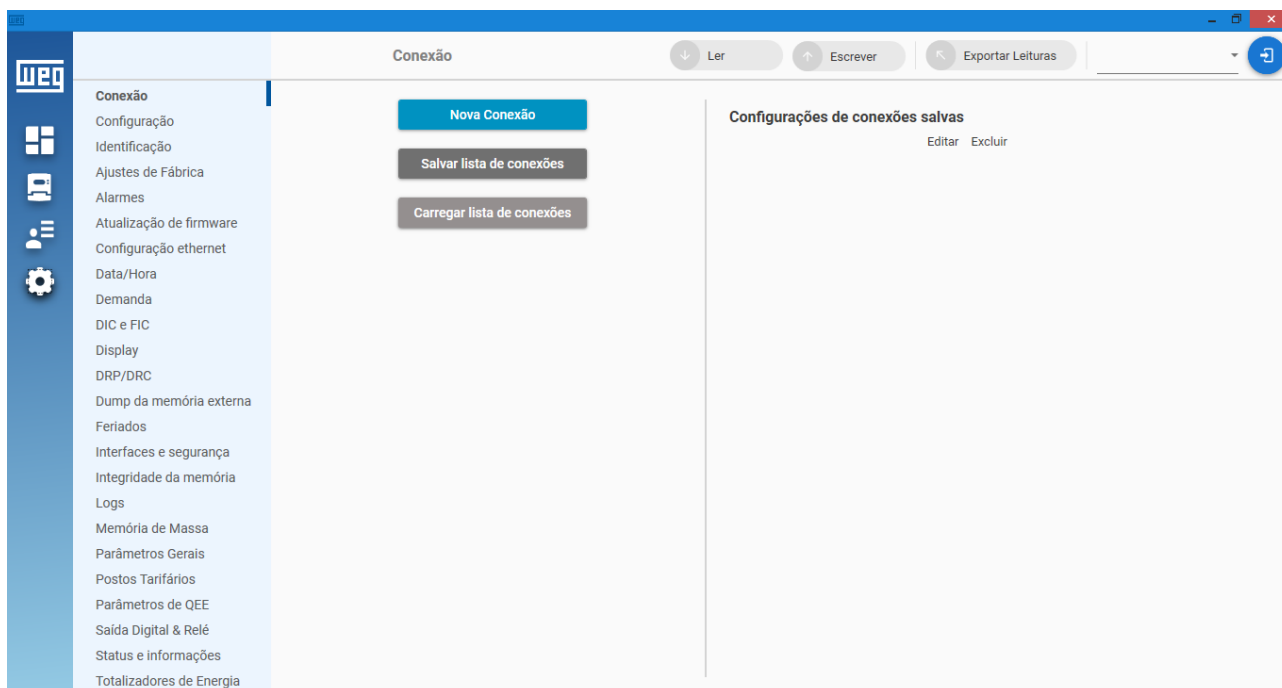 weg
Conexão
Ler
Escrever
Exportar Leituras
Conexão
Configuração
Identificação
Ajustes de Fábrica
Alarmes
Atualização de firmware
Configuração ethernet
Data/Hora
Demanda
DIC e FIC
Display
DRP/DRC
Dump da memória externa
Feriados
Interfaces e segurança
Integridade da memória
Logs
Memória de Massa
Parâmetros Gerais
Postos Tarifários
Parâmetros de QEE
Saída Digital & Relé
Status e informações
Totalizadores de Energia
Nova Conexão
Salvar lista de conexões
Carregar lista de conexões
Configurações de conexões salvas
Editar Excluir